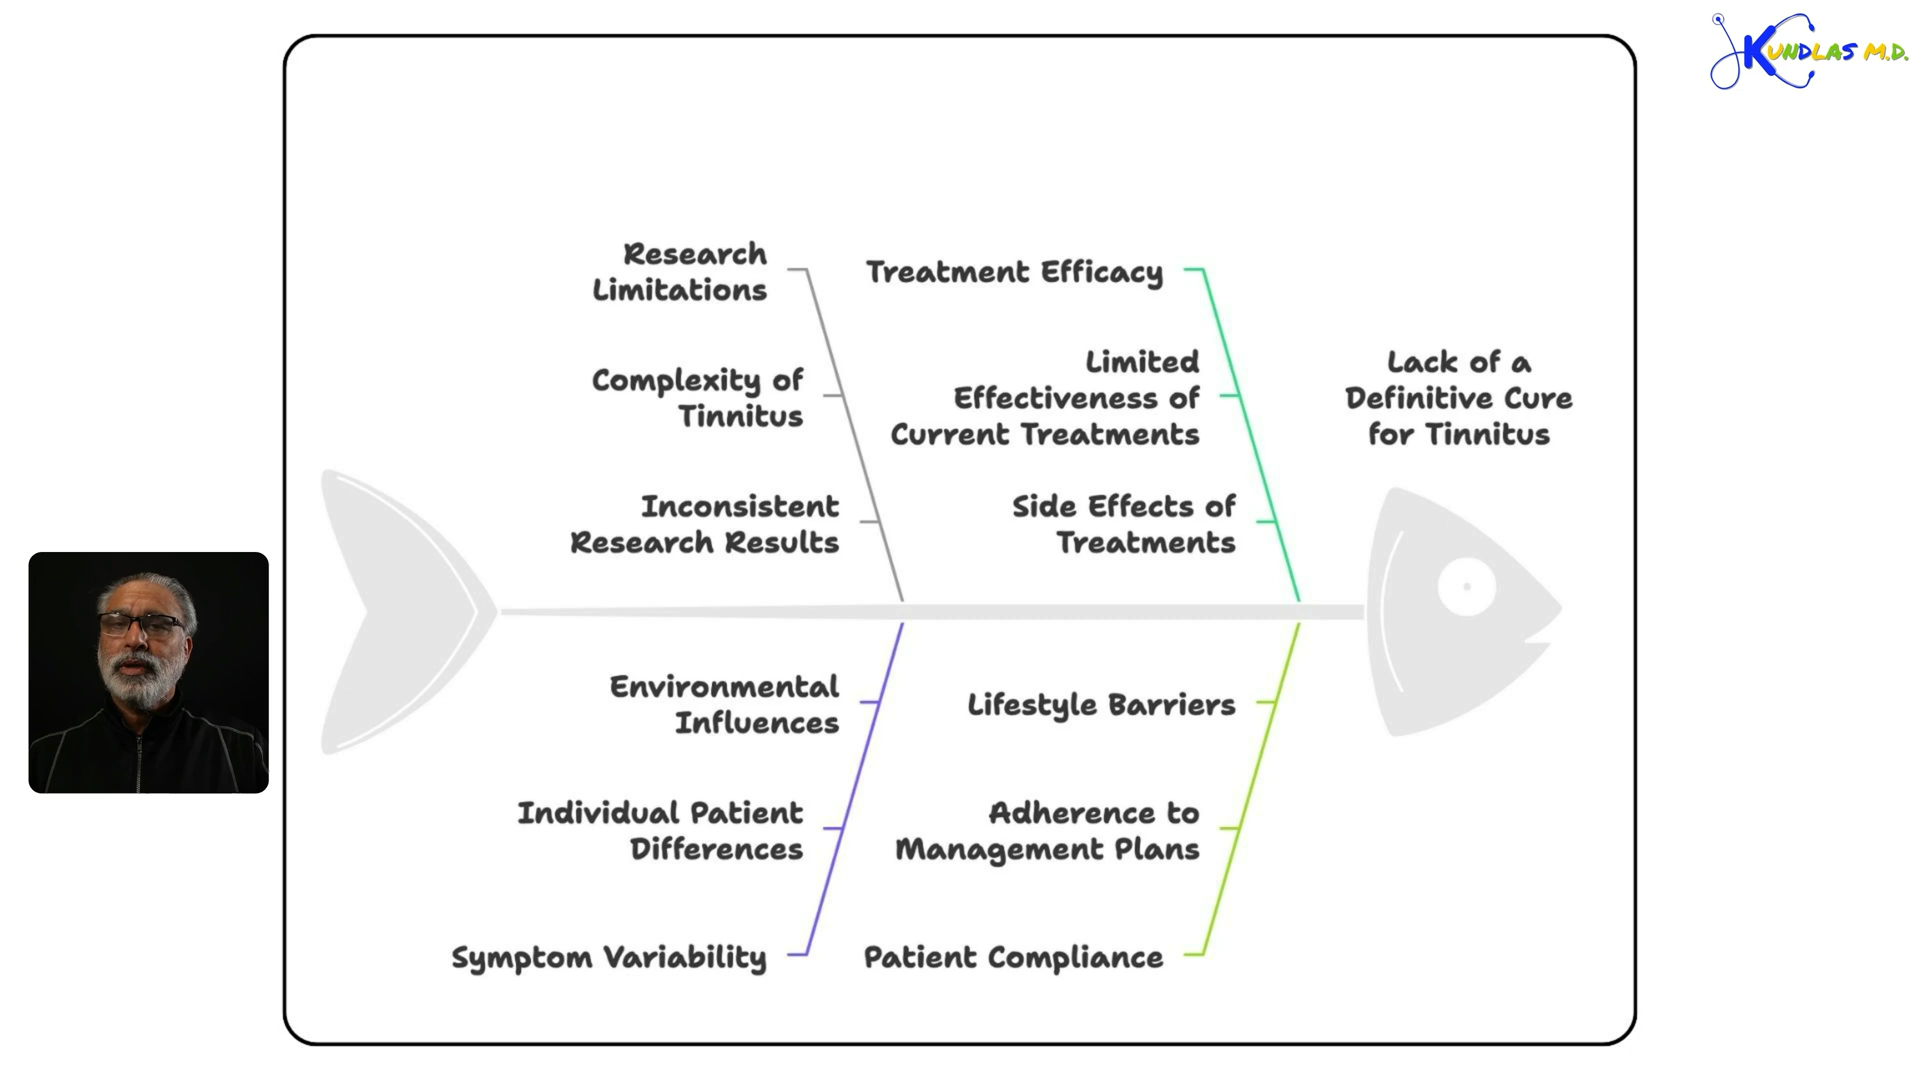 KUNDLAS M.D.
Research
Limitations
Complexity of
Tinnitus
Inconsistent
Research Results
Treatment Efficacy
Limited
Effectiveness of
Current Treatments
Side Effects of
Treatments
Lack of a
Definitive Cure
for Tinnitus
Environmental
Influences
Individual Patient
Differences
Symptom Variability
Lifestyle Barriers
Adherence to
Management Plans
Patient Compliance